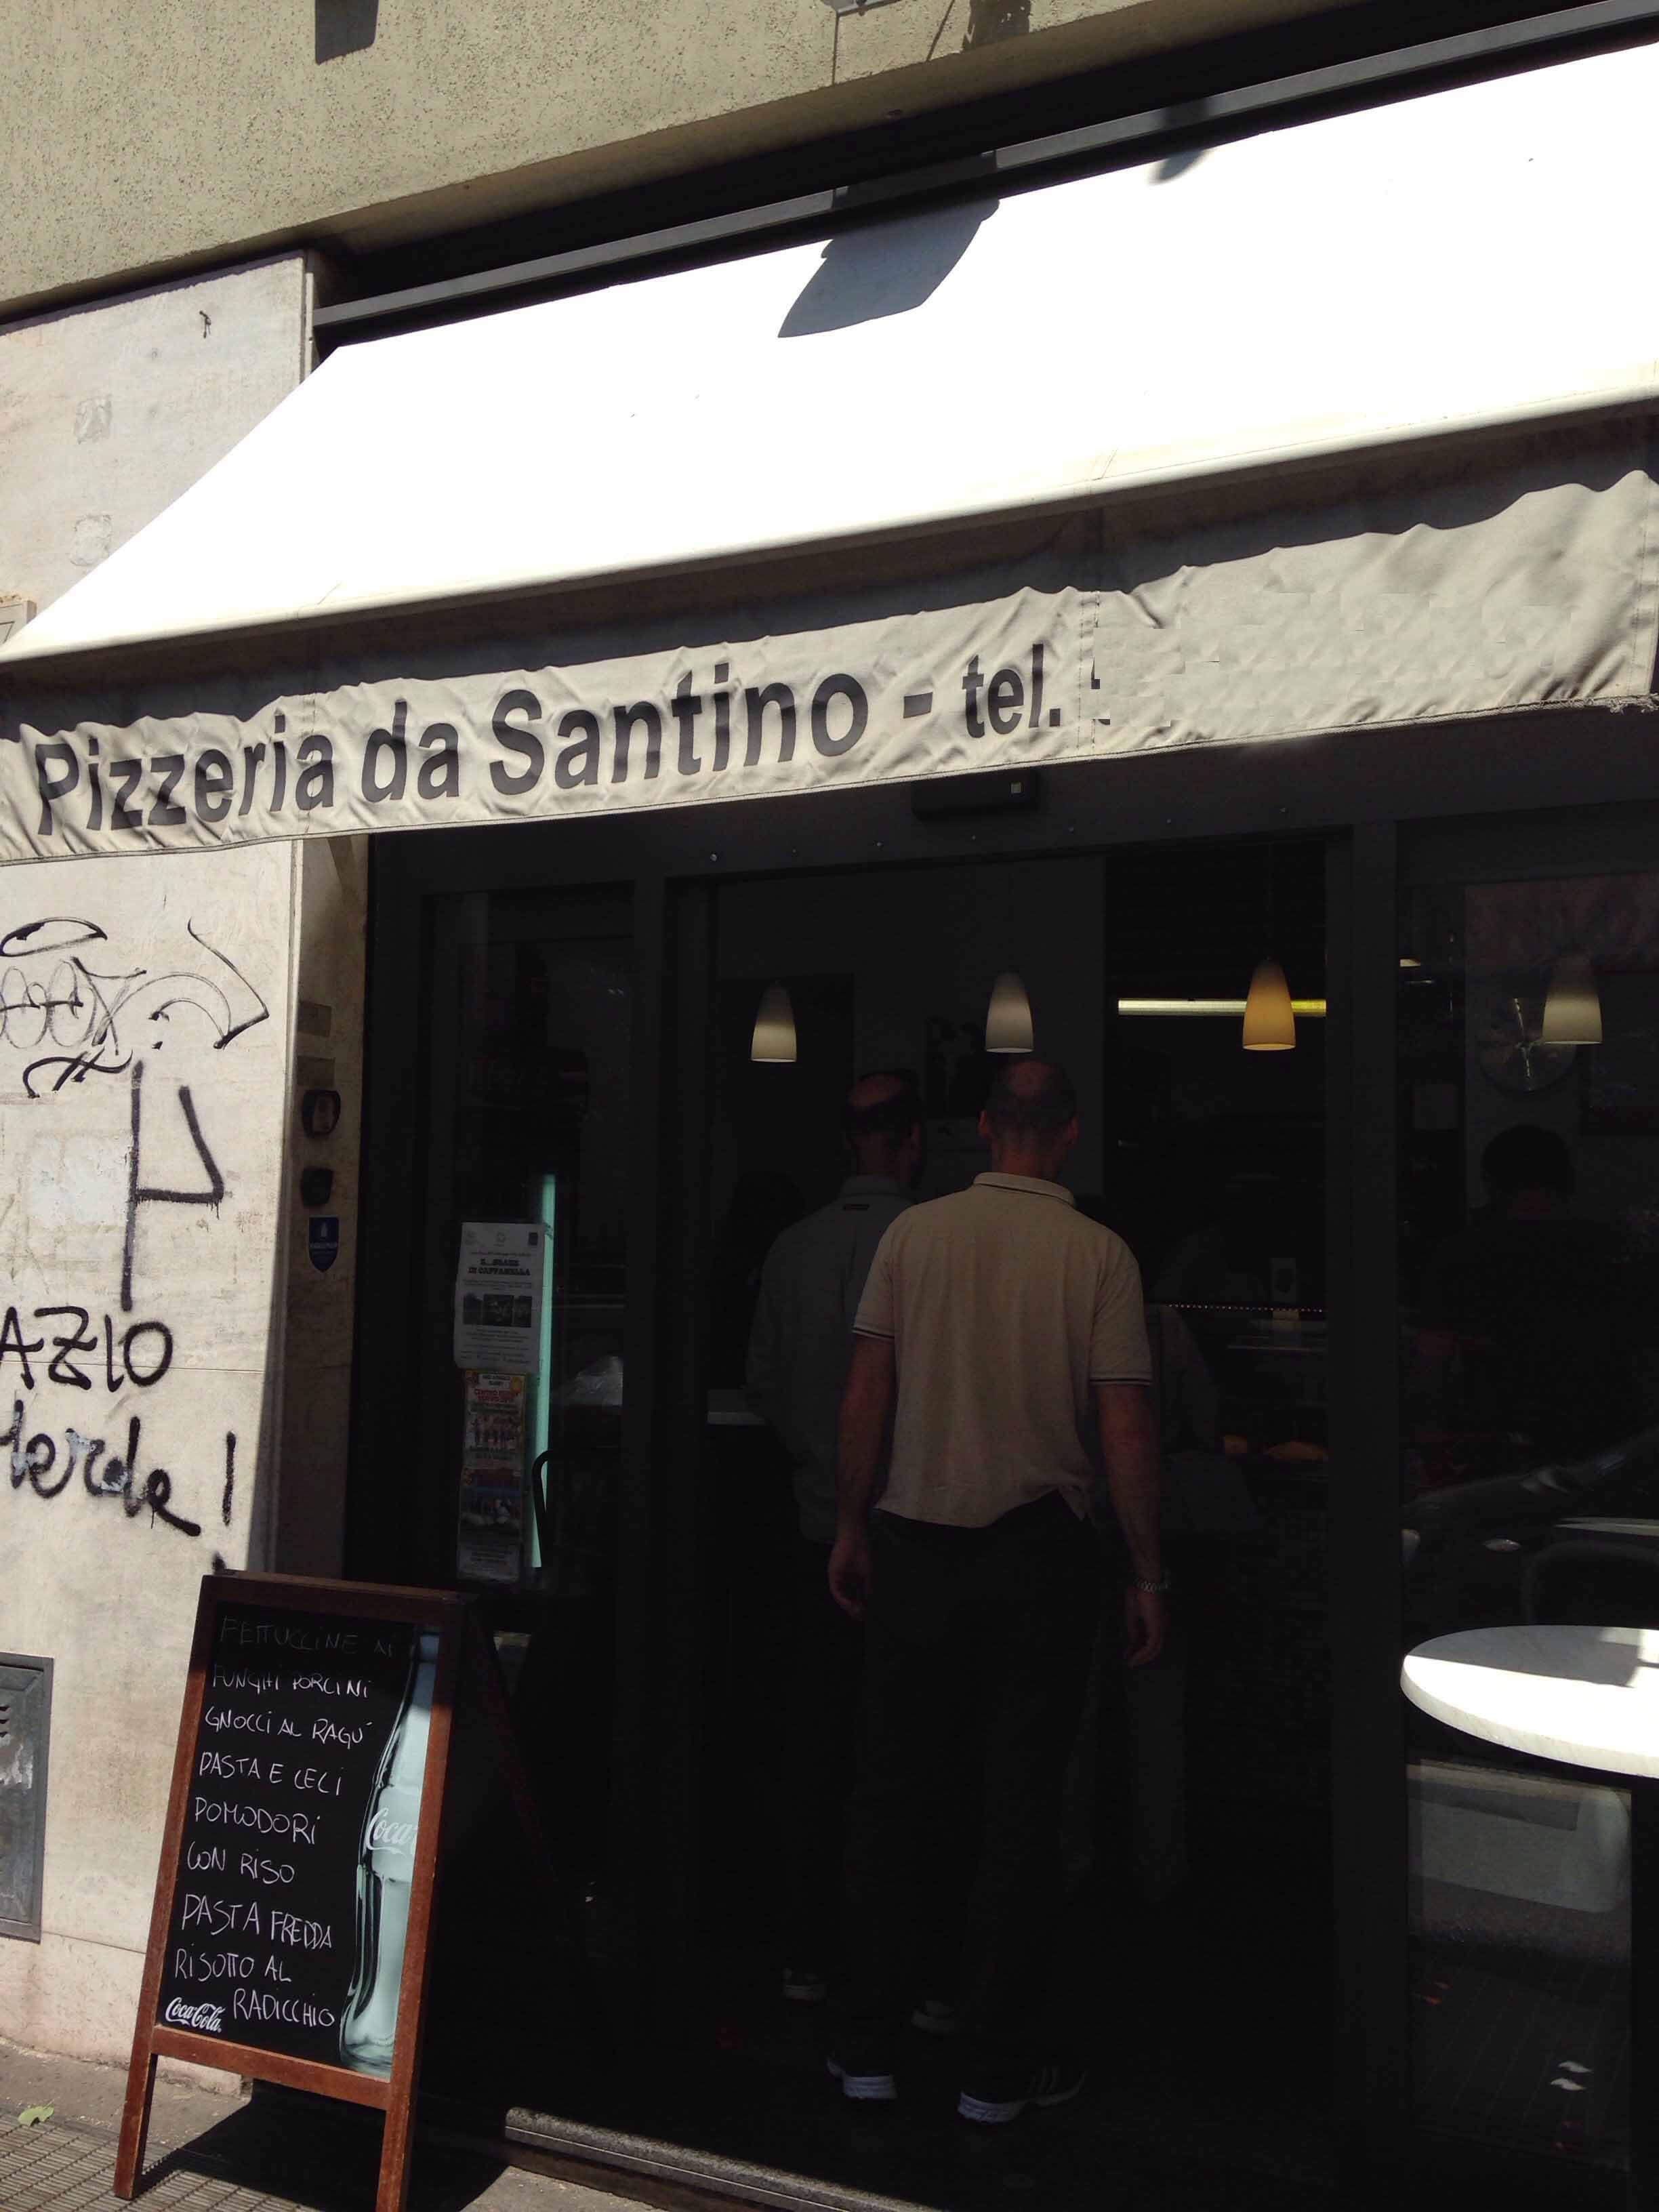 Pizzeria da Santino - tel.
AZIO
Merda!
FETTUCCINE AI
FUNGHI PORCINI
GNOCCI AL RAGU'
PASTA E CECI
POMODORI
CON RISO
PASTA FREDDA
RISOTTO AL
RADICCHIO
Coca-Cola
Coca